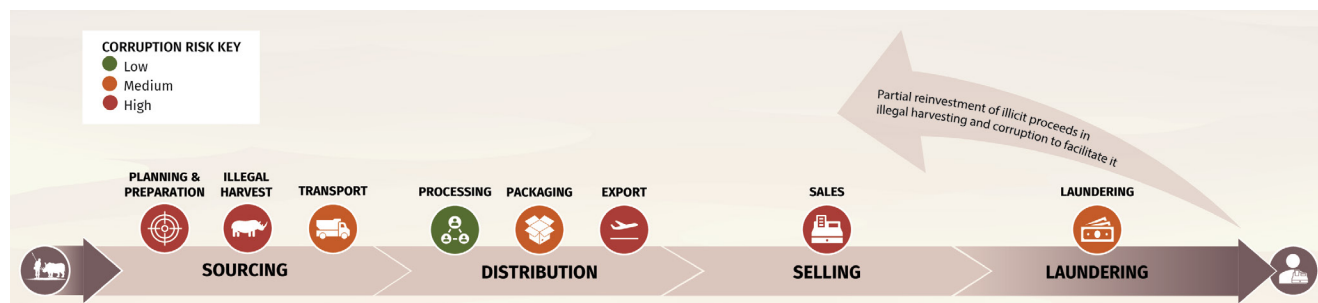 CORRUPTION RISK KEY
Low
Medium
High
Partial reinvestment of illicit proceeds in
illegal harvesting and corruption to facilitate it
PLANNING &
PREPARATION
ILLEGAL
HARVEST
TRANSPORT
PROCESSING
PACKAGING
EXPORT
SALES
LAUNDERING
SOURCING
DISTRIBUTION
SELLING
LAUNDERING